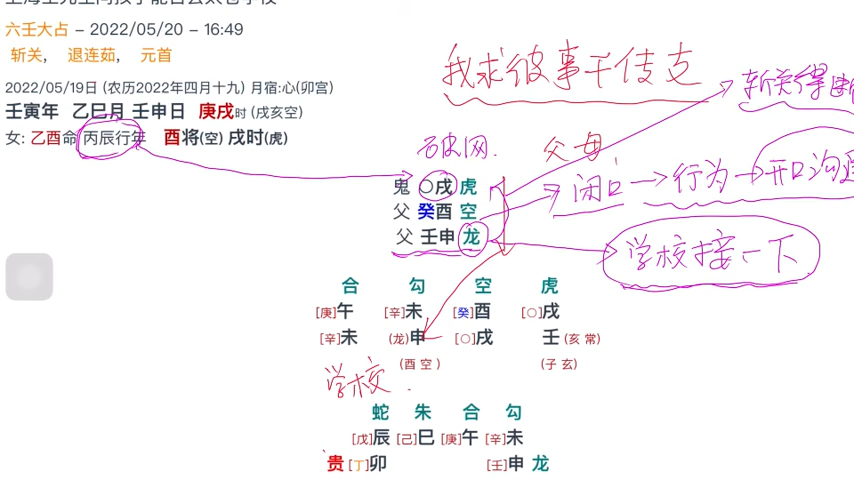 六壬大占 – 2022/05/20 – 16:49
斩关, 退连茹, 元首
2022/05/19日 (农历2022年四月十九) 月宿:心(卯宫)
壬寅年 乙巳月 壬申日 庚戌时 (戌亥空)
女: 乙酉命 丙辰行年 酉将(空) 戌时(虎)
我求彼事干传支
斩关得断
破网. 父母
鬼 ○戌 虎
闭口 → 行为 → 开口沟通
父 癸酉 空
父 壬申 龙
学校接一下
合 勾 空 虎
[庚]午 [辛]未 [癸]酉 [○]戌
[辛]未 (龙)申 [○]戌 壬 (亥 常)
(酉 空) (子 玄)
学校.
蛇 朱 合 勾
[戊]辰 [己]巳 [庚]午 [辛]未
贵 [丁]卯 [壬]申 龙